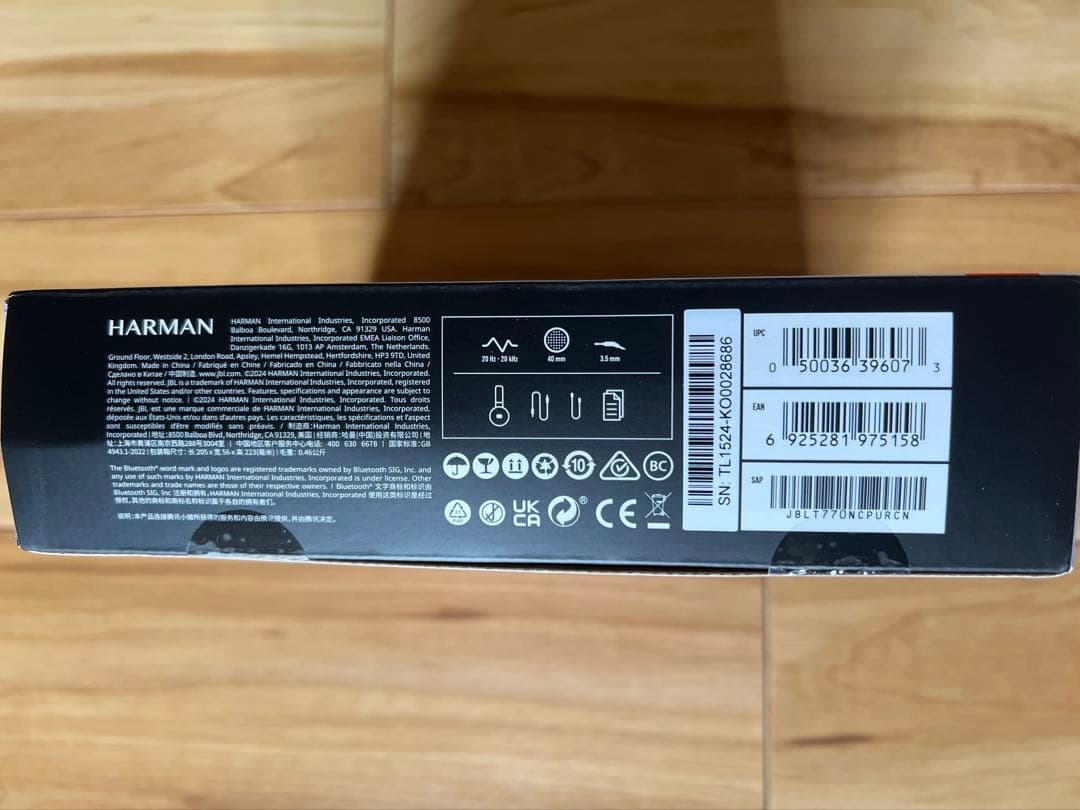 HARMAN
HARMAN International Industries, Incorporated 8500
Balboa Boulevard, Northridge, CA 91329 USA. Harman
International Industries, Incorporated EMEA Liaison Office,
Danzigerkade 16G, 1013 AP Amsterdam, The Netherlands.
Ground Floor, Westside 2, London Road, Apsley, Hemel Hempstead, Hertfordshire, HP3 9TD, United
Kingdom. Made in China / Fabriqué en Chine / Fabricado en China / Fabbricato nella China /
Сделано в Китае / 中国制造. www.jbl.com. ©2024 HARMAN International Industries, Incorporated.
All rights reserved. JBL is a trademark of HARMAN International Industries, Incorporated, registered
in the United States and/or other countries. Features, specifications and appearance are subject to
change without notice. | ©2024 HARMAN International Industries, Incorporated. Tous droits
réservés. JBL est une marque commerciale de HARMAN International Industries, Incorporated,
déposée aux États-Unis et/ou dans d'autres pays. Les caractéristiques, les spécifications et l'aspect
sont susceptibles d'être modifiés sans préavis. / 制造商:Harman International Industries,
Incorporated | 地址:8500 Balboa Blvd, Northridge, CA 91329, 美国 | 经销商:哈曼(中国)投资有限公司 | 地
址:上海市黄浦区南京西路288号3004室 | 中国地区客户服务中心电话: 400 630 6678 | 国家标准:GB
4943.1-2022 | 包装箱尺寸: 长 205 x 宽 56 x 高 223(毫米) | 毛重: 0.46公斤
The Bluetooth® word mark and logos are registered trademarks owned by Bluetooth SIG, Inc. and
any use of such marks by HARMAN International Industries, Incorporated is under license. Other
trademarks and trade names are those of their respective owners. | Bluetooth® 文字商标和标识由
Bluetooth SIG, Inc 注册和拥有,HARMAN International Industries, Incorporated 使用这类标识是经过
授权,其他的商标和商标名称标识属于各自的拥有者们。
说明:本产品连接腾讯小微所获得的服务和内容由腾讯提供,并由腾讯决定。
20 Hz - 20 kHz
40 mm
3.5 mm
10
BC
PAP
UK
CA
®
CE
SN: TL1524-KO0028686
UPC
0 50036 39607 3
EAN
6 925281 975158
SAP
JBLT770NCPURCN